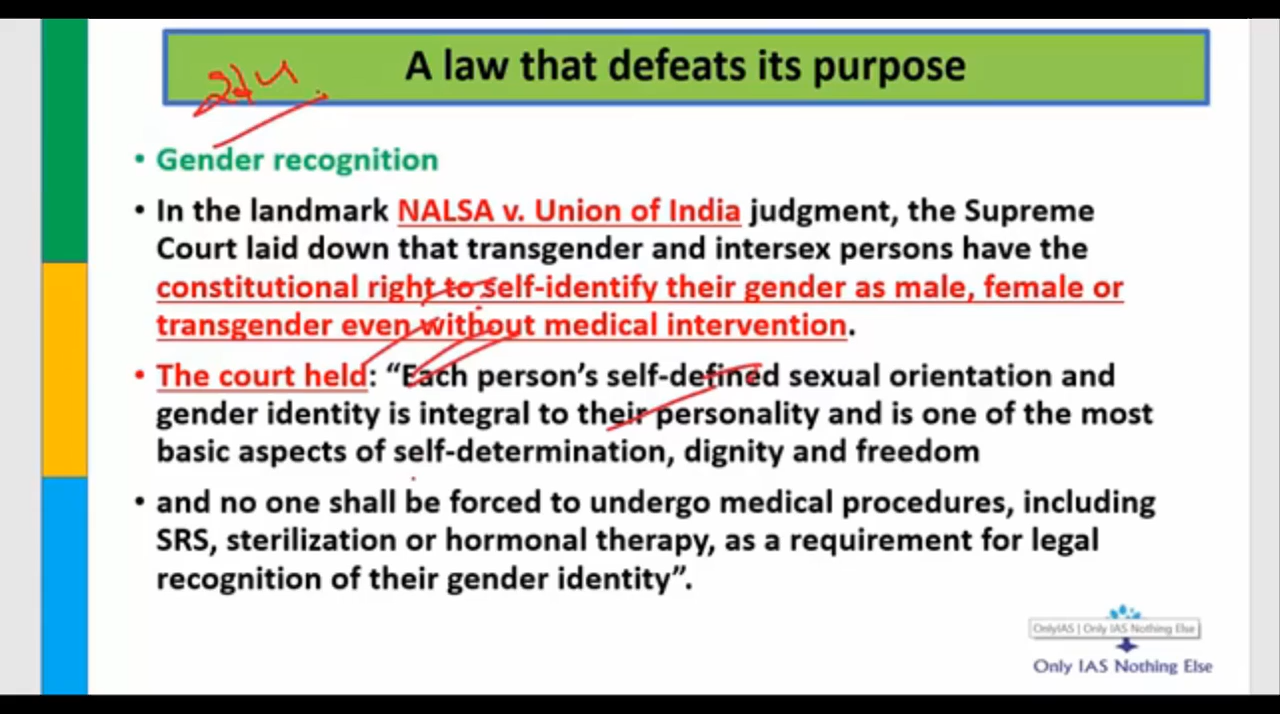 A law that defeats its purpose
• Gender recognition
• In the landmark NALSA v. Union of India judgment, the Supreme
Court laid down that transgender and intersex persons have the
constitutional right to self-identify their gender as male, female or
transgender even without medical intervention.
• The court held: “Each person’s self-defined sexual orientation and
gender identity is integral to their personality and is one of the most
basic aspects of self-determination, dignity and freedom
• and no one shall be forced to undergo medical procedures, including
SRS, sterilization or hormonal therapy, as a requirement for legal
recognition of their gender identity”.
OnlyIAS | Only IAS Nothing Else
Only IAS Nothing Else